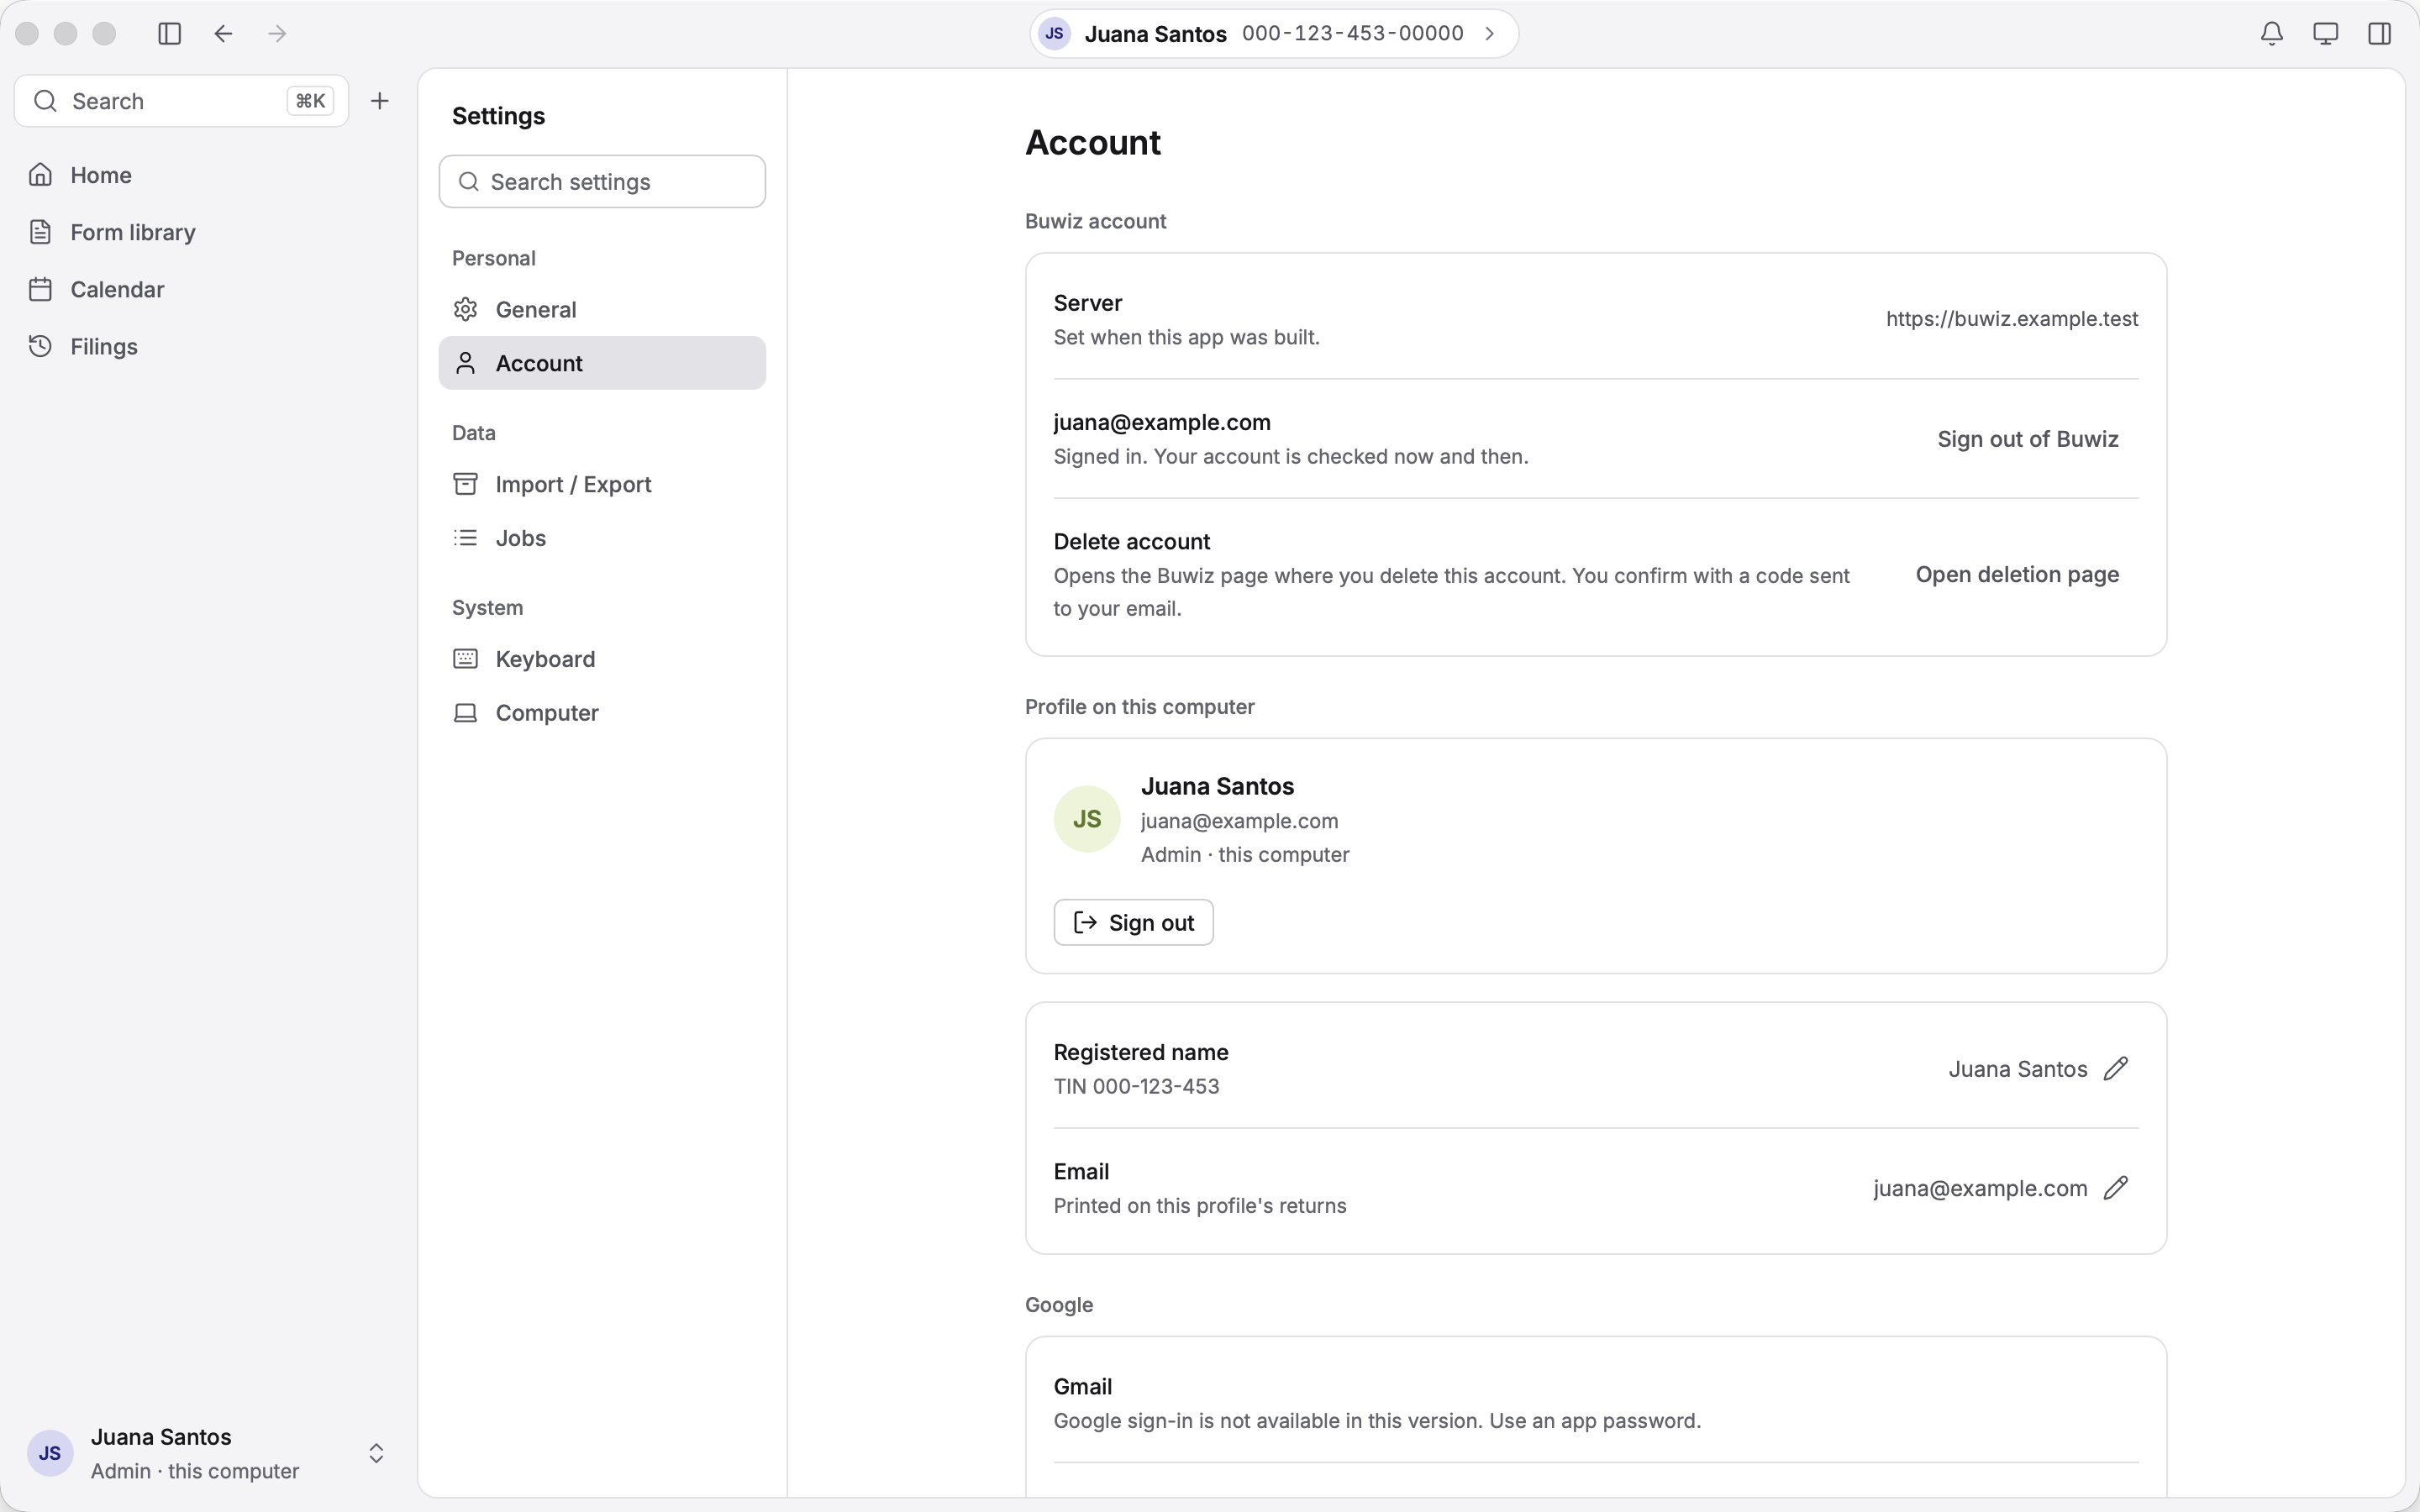 JS Juana Santos 000-123-453-00000
Search ⌘K
Home
Form library
Calendar
Filings
JS Juana Santos
Admin · this computer
Settings
Search settings
Personal
General
Account
Data
Import / Export
Jobs
System
Keyboard
Computer
Account
Buwiz account
Server
Set when this app was built.
https://buwiz.example.test
juana@example.com
Signed in. Your account is checked now and then.
Sign out of Buwiz
Delete account
Opens the Buwiz page where you delete this account. You confirm with a code sent
to your email.
Open deletion page
Profile on this computer
JS
Juana Santos
juana@example.com
Admin · this computer
Sign out
Registered name
TIN 000-123-453
Juana Santos
Email
Printed on this profile's returns
juana@example.com
Google
Gmail
Google sign-in is not available in this version. Use an app password.